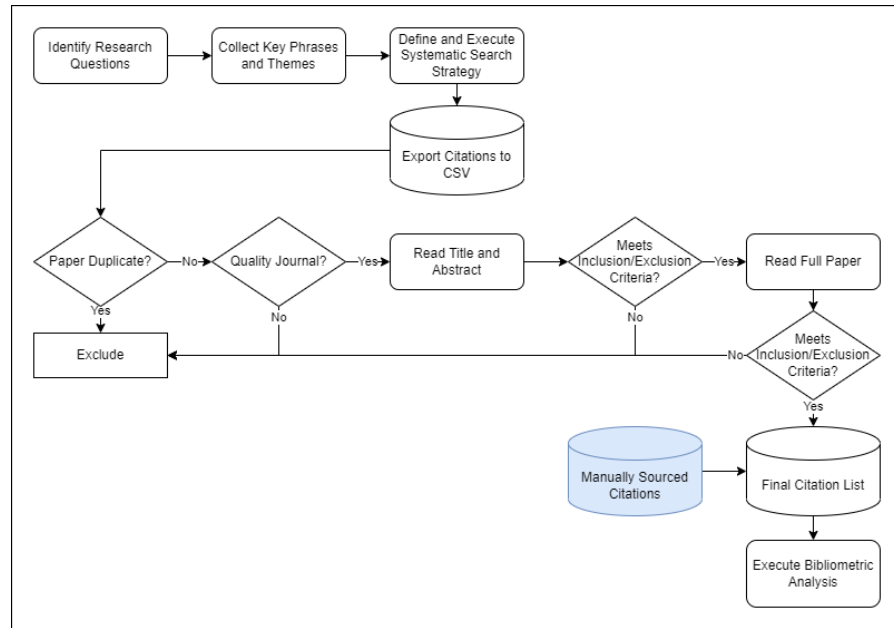 Identify Research
Questions
Collect Key Phrases
and Themes
Define and Execute
Systematic Search
Strategy
Export Citations to
CSV
Paper Duplicate?
No
Quality Journal?
Yes
Read Title and
Abstract
Meets
Inclusion/Exclusion
Criteria?
Yes
Read Full Paper
Yes
No
No
Exclude
No
Meets
Inclusion/Exclusion
Criteria?
Yes
Manually Sourced
Citations
Final Citation List
Execute Bibliometric
Analysis